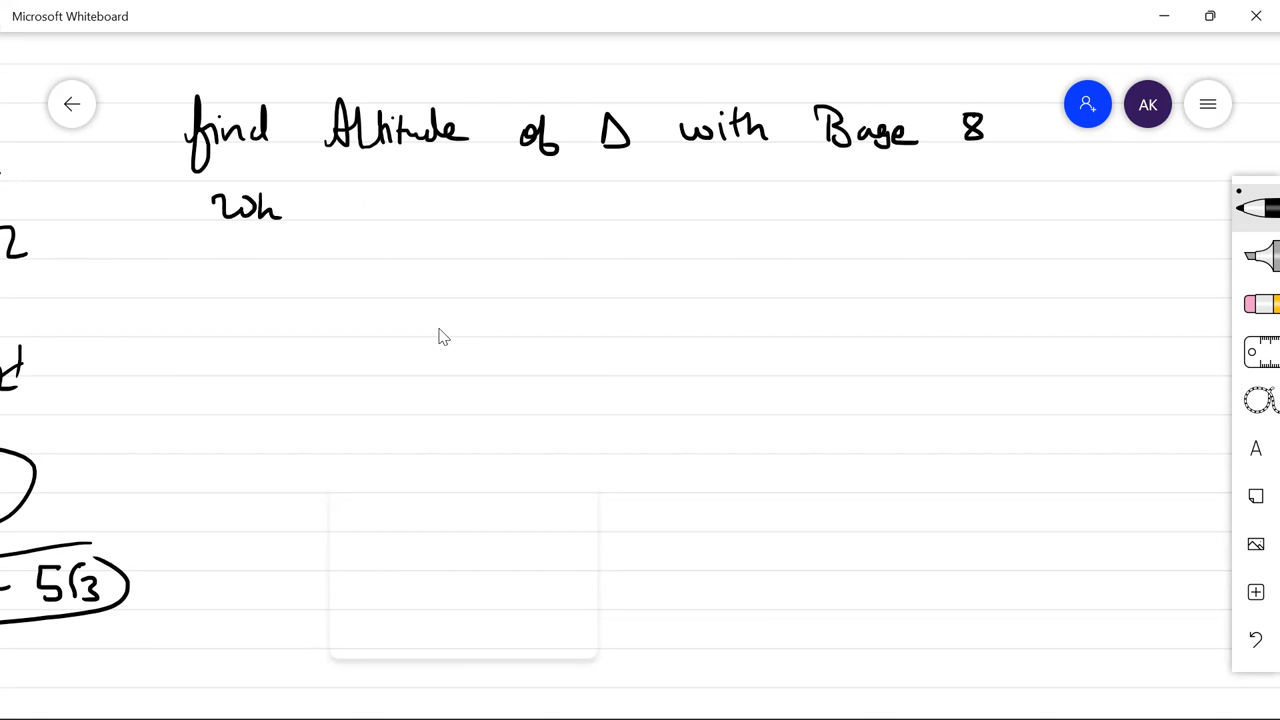 Microsoft Whiteboard
AK
find Altitude of Δ with Base 8
wh
2
- 5√3
A